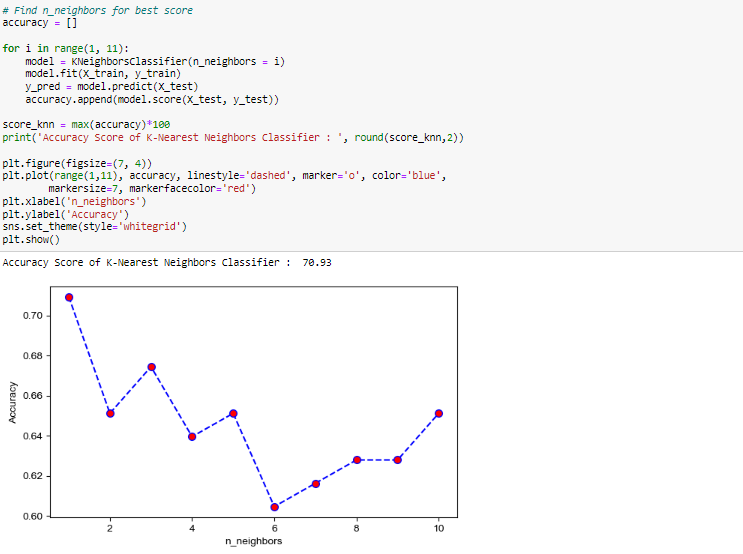 # Find n_neighbors for best score
accuracy = []
for i in range(1, 11):
model = KNeighborsClassifier(n_neighbors = i)
model.fit(X_train, y_train)
y_pred = model.predict(X_test)
accuracy.append(model.score(X_test, y_test))
score_knn = max(accuracy)*100
print('Accuracy Score of K-Nearest Neighbors Classifier : ', round(score_knn,2))
plt.figure(figsize=(7, 4))
plt.plot(range(1,11), accuracy, linestyle='dashed', marker='o', color='blue',
markersize=7, markerfacecolor='red')
plt.xlabel('n_neighbors')
plt.ylabel('Accuracy')
sns.set_theme(style='whitegrid')
plt.show()
Accuracy Score of K-Nearest Neighbors Classifier :  70.93
0.70
0.68
0.66
0.64
0.62
0.60
Accuracy
2 4 6 8 10
n_neighbors